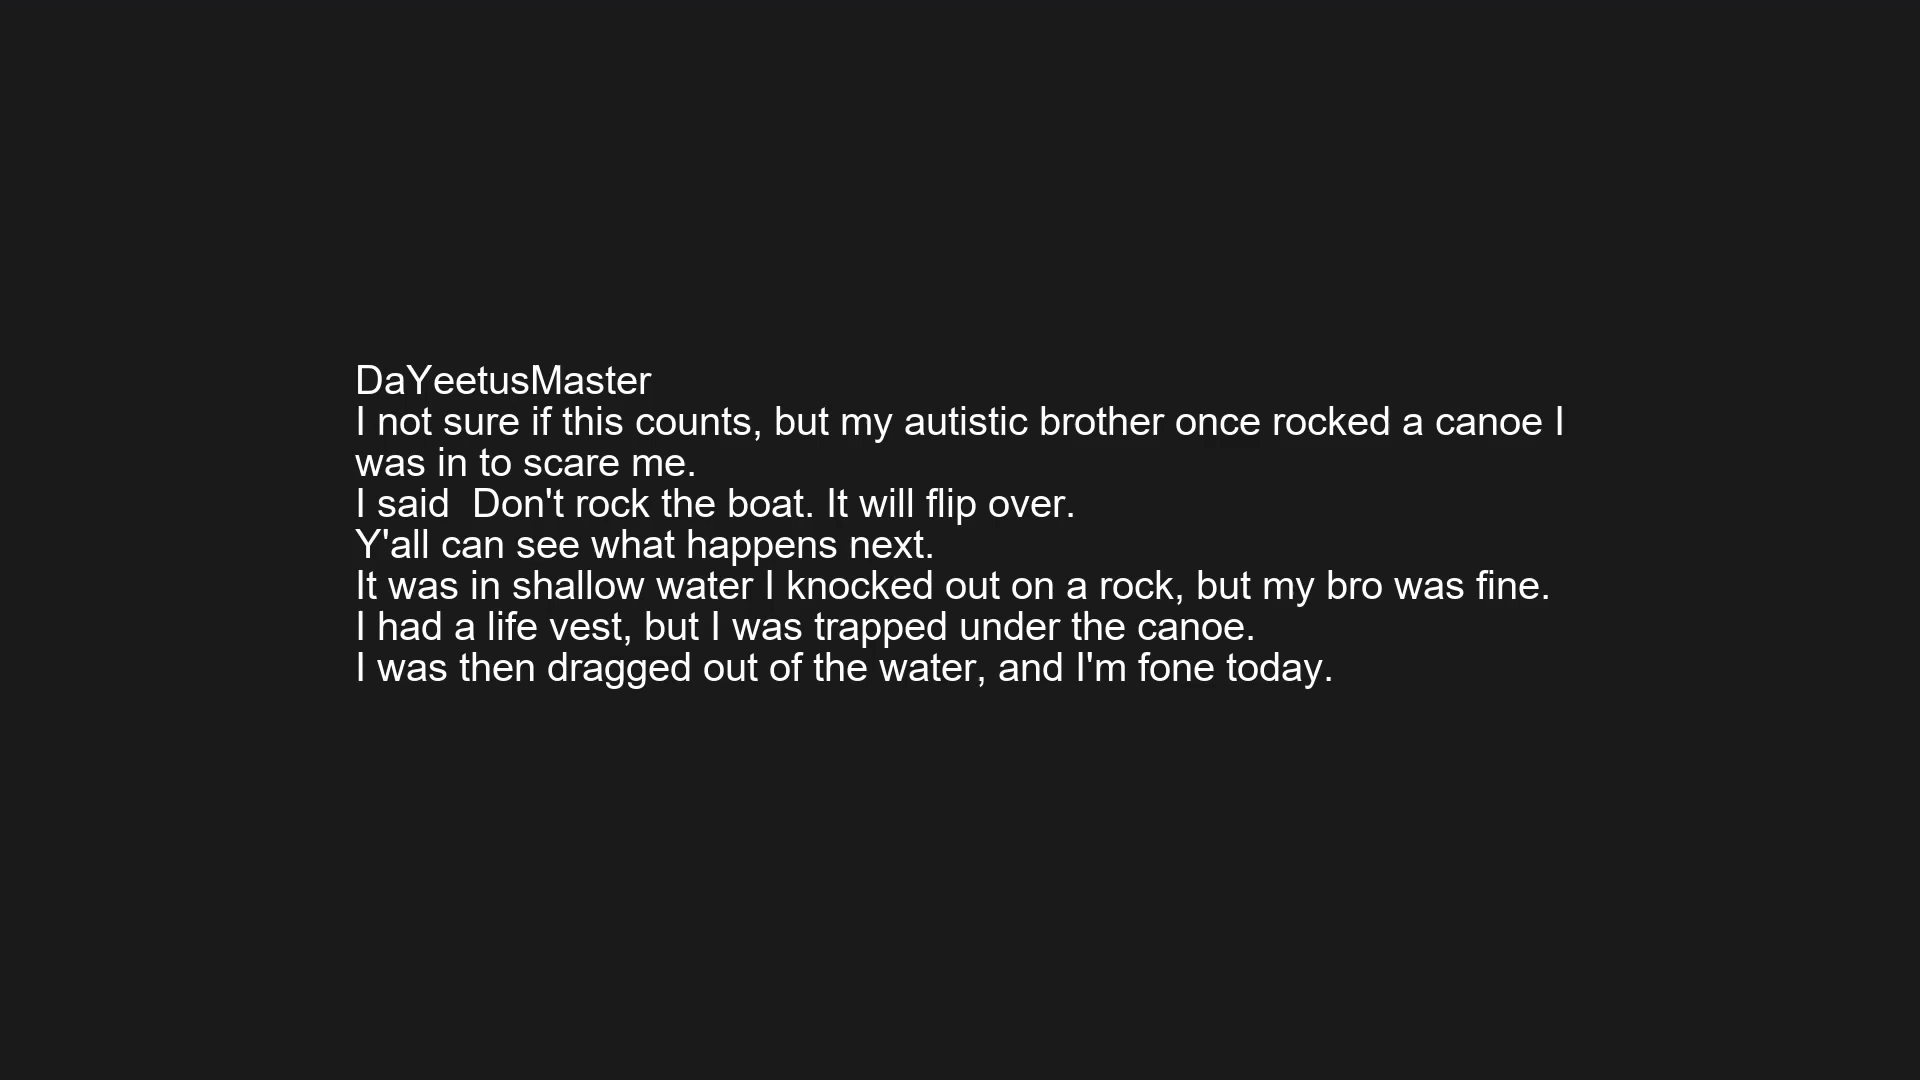 DaYeetusMaster
I not sure if this counts, but my autistic brother once rocked a canoe I
was in to scare me.
I said  Don't rock the boat. It will flip over.
Y'all can see what happens next.
It was in shallow water I knocked out on a rock, but my bro was fine.
I had a life vest, but I was trapped under the canoe.
I was then dragged out of the water, and I'm fone today.